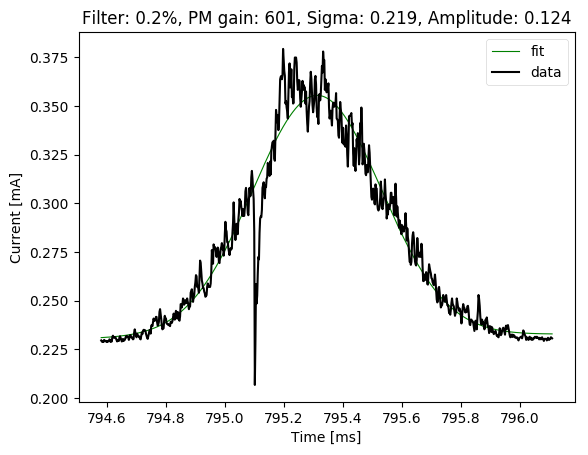 Filter: 0.2%, PM gain: 601, Sigma: 0.219, Amplitude: 0.124
fit
data
0.375
0.350
0.325
0.300
0.275
0.250
0.225
0.200
Current [mA]
794.6 794.8 795.0 795.2 795.4 795.6 795.8 796.0
Time [ms]